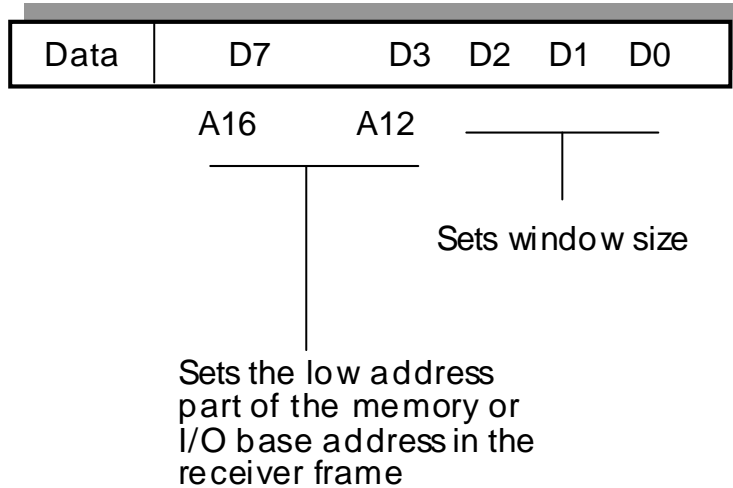 Data D7 D3 D2 D1 D0
A16 A12
Sets window size
Sets the low address
part of the memory or
I/O base address in the
receiver frame